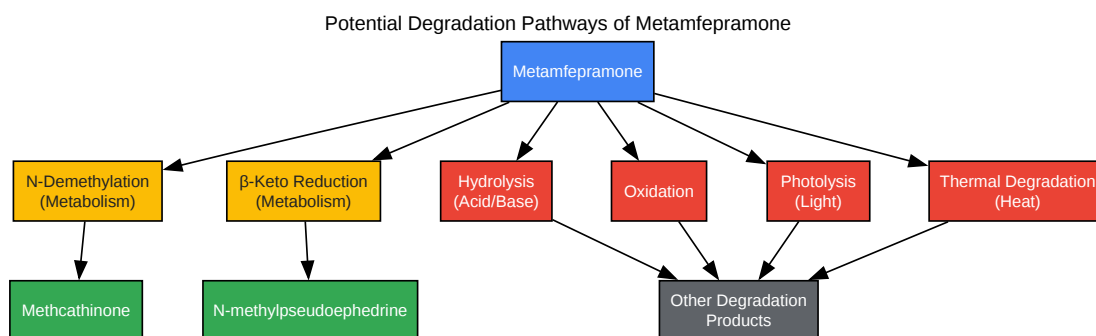 Potential Degradation Pathways of Metamfepramone
Metamfepramone
N-Demethylation
(Metabolism)
β-Keto Reduction
(Metabolism)
Hydrolysis
(Acid/Base)
Oxidation
Photolysis
(Light)
Thermal Degradation
(Heat)
Methcathinone
N-methylpseudoephedrine
Other Degradation
Products